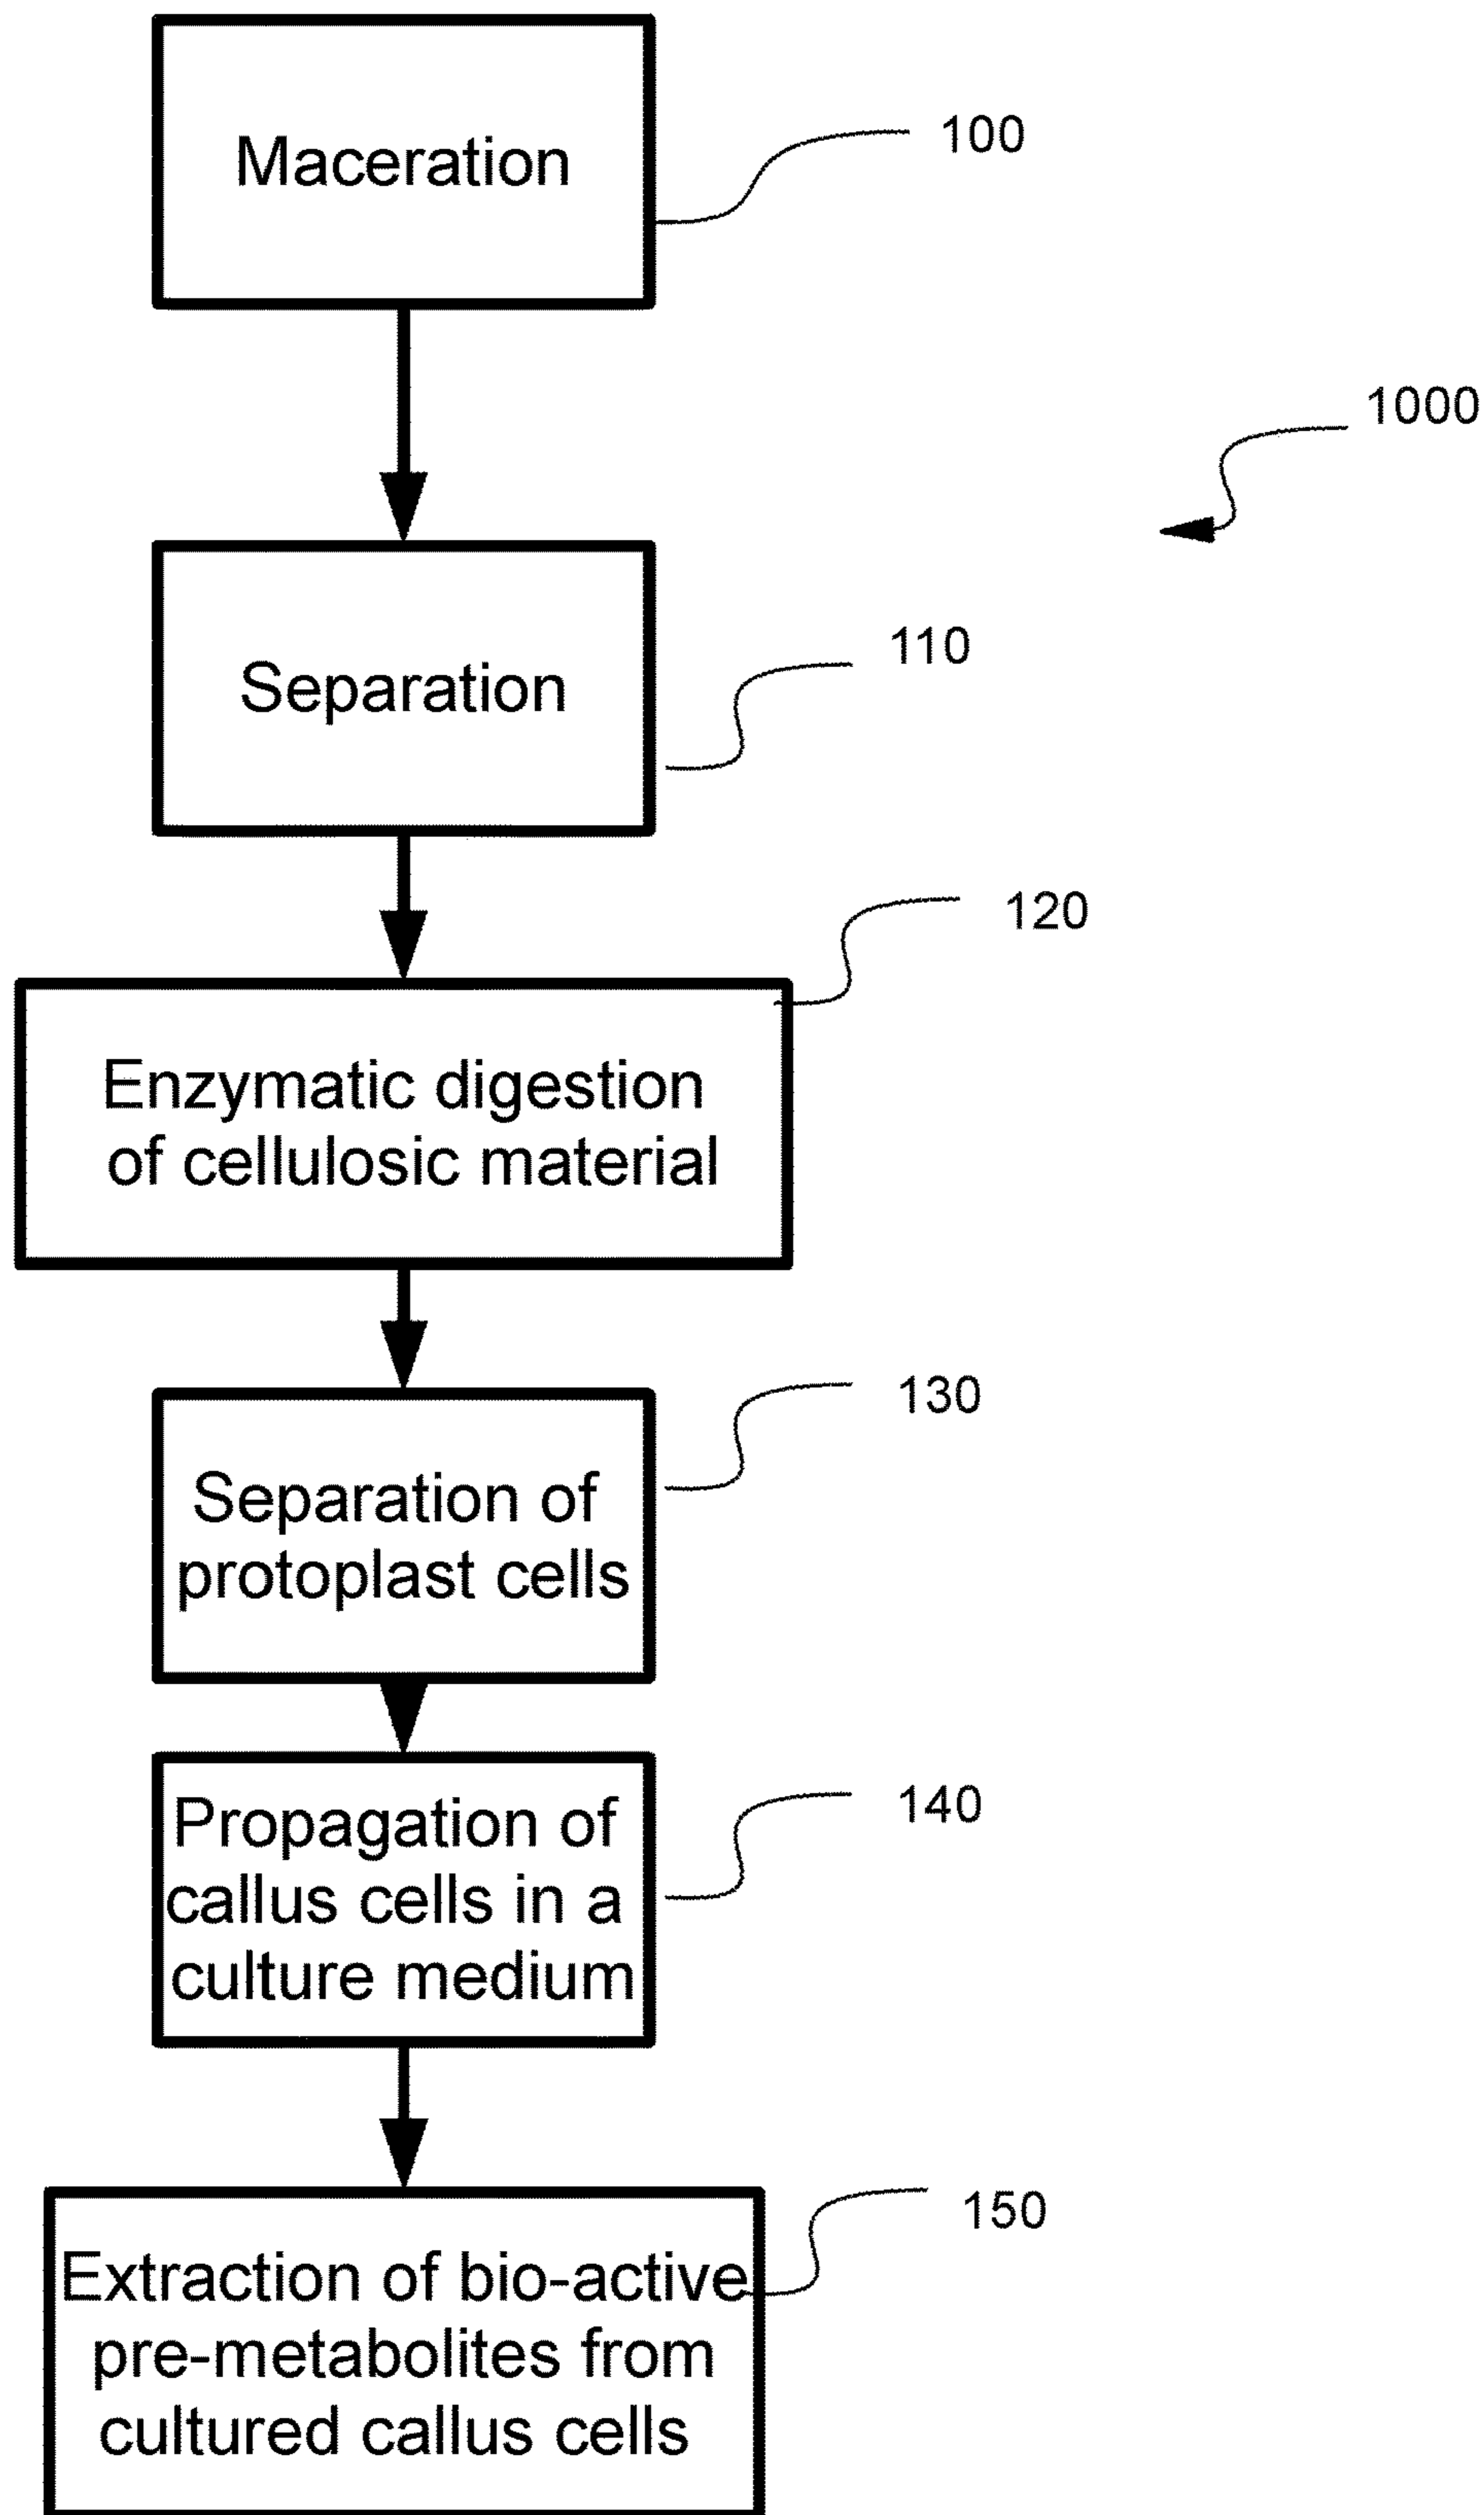 Maceration
100
1000
Separation
110
120
Enzymatic digestion
of cellulosic material
130
Separation of
protoplast cells
140
Propagation of
callus cells in a
culture medium
150
Extraction of bio-active
pre-metabolites from
cultured callus cells